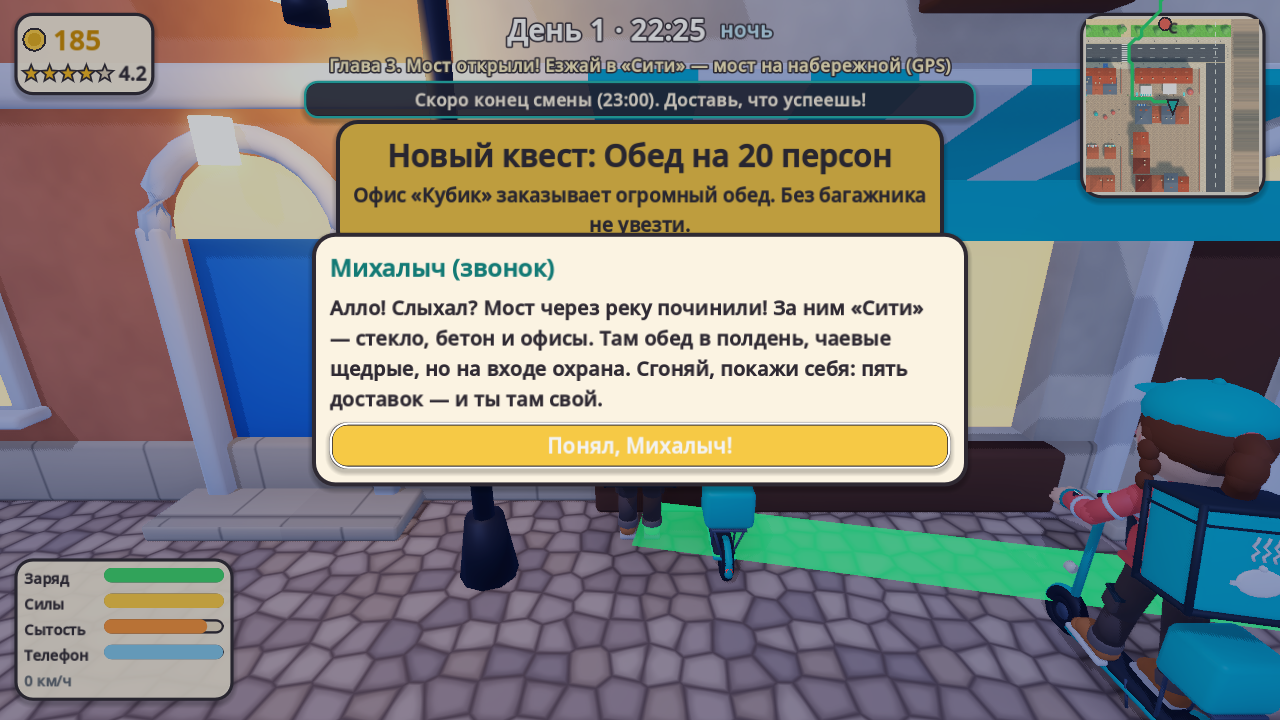 185
4.2
День 1 · 22:25 ночь
Глава 3. Мост открыли! Езжай в «Сити» — мост на набережной (GPS)
Скоро конец смены (23:00). Доставь, что успеешь!
Новый квест: Обед на 20 персон
Офис «Кубик» заказывает огромный обед. Без багажника
не увезти.
Михалыч (звонок)
Алло! Слыхал? Мост через реку починили! За ним «Сити»
— стекло, бетон и офисы. Там обед в полдень, чаевые
щедрые, но на входе охрана. Сгоняй, покажи себя: пять
доставок — и ты там свой.
Понял, Михалыч!
Заряд
Силы
Сытость
Телефон
0 км/ч